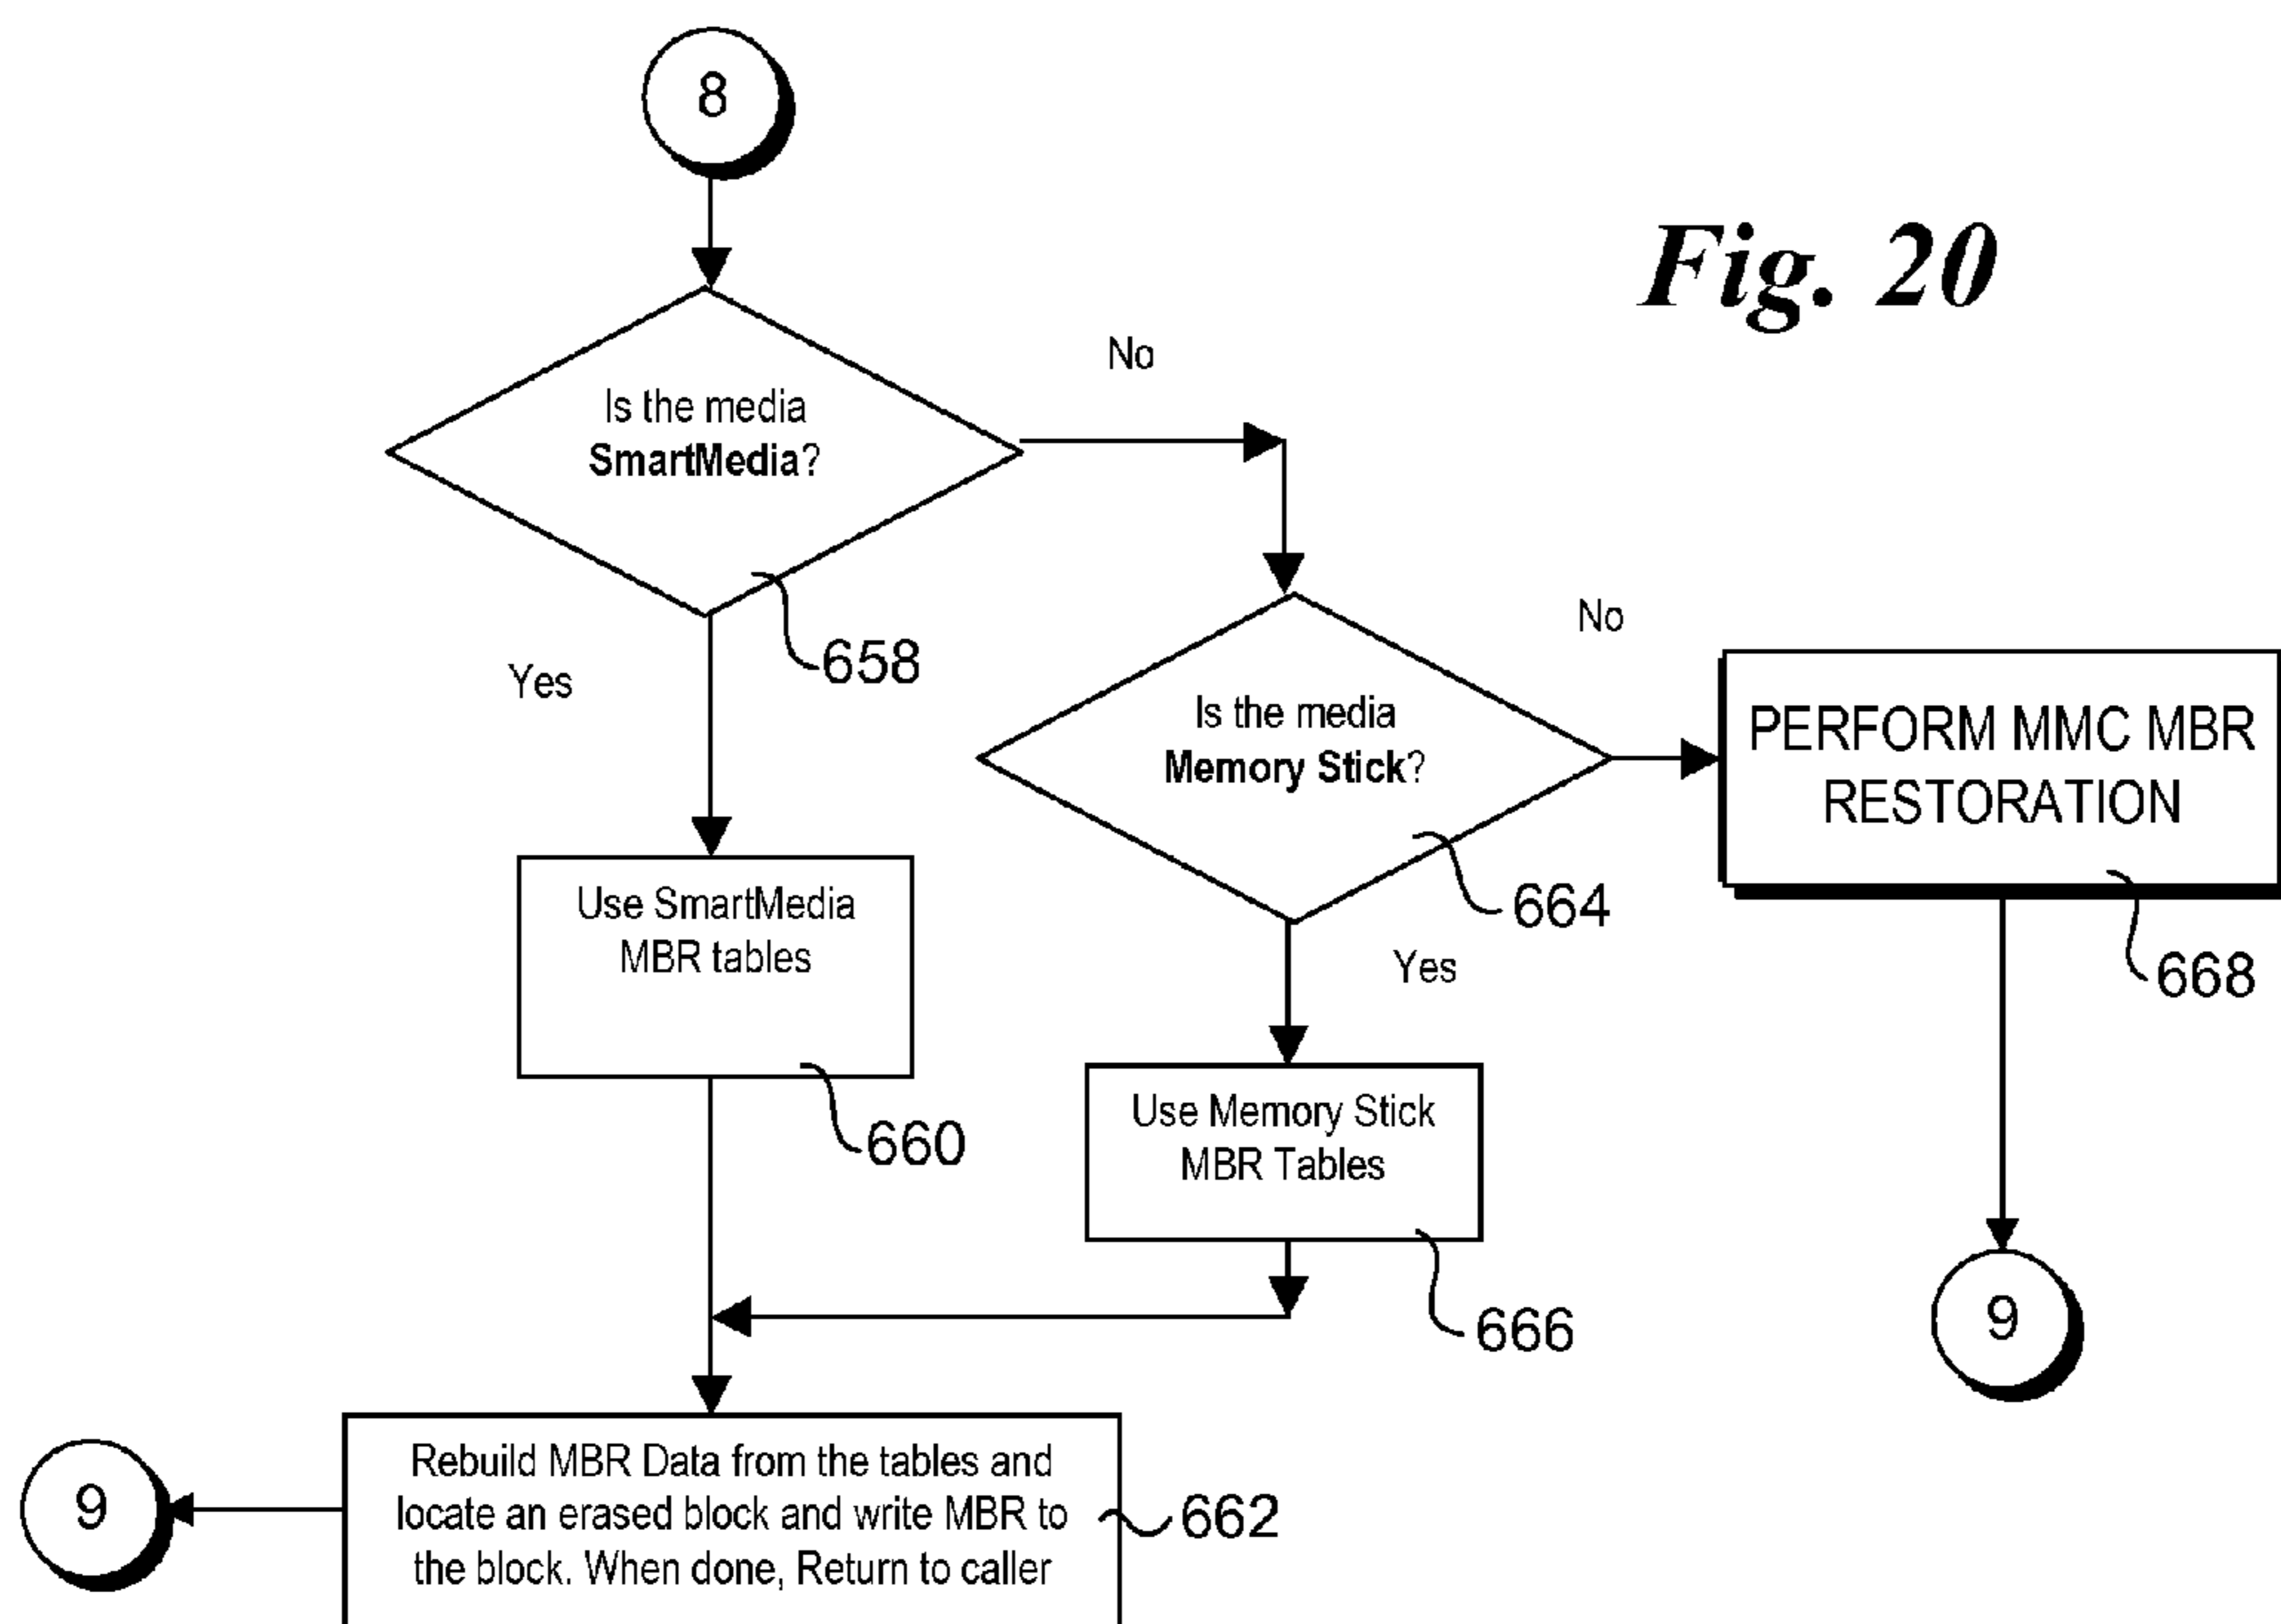 8
Fig. 20
No
Is the media
SmartMedia?
658
Yes
No
Is the media
Memory Stick?
664
PERFORM MMC MBR
RESTORATION
668
Use SmartMedia
MBR tables
660
Yes
Use Memory Stick
MBR Tables
666
9
9
Rebuild MBR Data from the tables and
locate an erased block and write MBR to
the block. When done, Return to caller
662